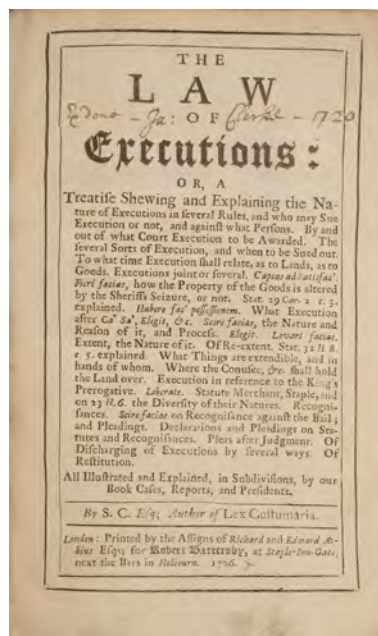 THE
LAW
Ex dono – Ja: Clerke – 1720
OF
Executions:
OR, A
Treatiſe Shewing and Explaining the Na-
ture of Executions in ſeveral Rules, and who may Sue
Execution or not, and againſt what Perſons. By and
out of what Court Execution to be Awarded. The
ſeveral Sorts of Execution, and when to be Sued out.
To what time Execution ſhall relate, as to Lands, as to
Goods. Executions joint or ſeveral. Capias ad Satisfac'.
Fieri facias, how the Property of the Goods is altered
by the Sheriffs Seizure, or not. Stat. 29 Car. 2 c. 3.
explained. Habere fac' poſſeſſionem. What Execution
after Ca' Sa', Elegit, &c. Scire facias, the Nature and
Reaſon of it, and Proceſs. Elegit. Levari facias.
Extent, the Nature of it. Of Re-extent. Stat. 32 H 8.
c. 5. explained. What Things are extendible, and in
hands of whom. Where the Conuſee, &c. ſhall hold
the Land over. Execution in reference to the King's
Prerogative. Liberate. Statute Merchant, Staple, and
on 23 H. 6. the Diverſity of their Natures. Recogni-
ſances. Scire facias on Recogniſance againſt the Bail;
and Pleadings. Declarations and Pleadings on Sta-
tutes and Recogniſances. Pleas after Judgment. Of
Diſcharging of Executions by ſeveral ways. Of
Reſtitution.
All Illuſtrated and Explained, in Subdiviſions, by our
Book Caſes, Reports, and Preſidents.
By S. C. Eſq; Author of Lex Cuſtumaria.
London: Printed by the Aſſigns of Richard and Edward At-
kins Eſqs; for Robert Battersby, at Staple-Inn-Gate,
next the Bars in Holbourn. 1706.